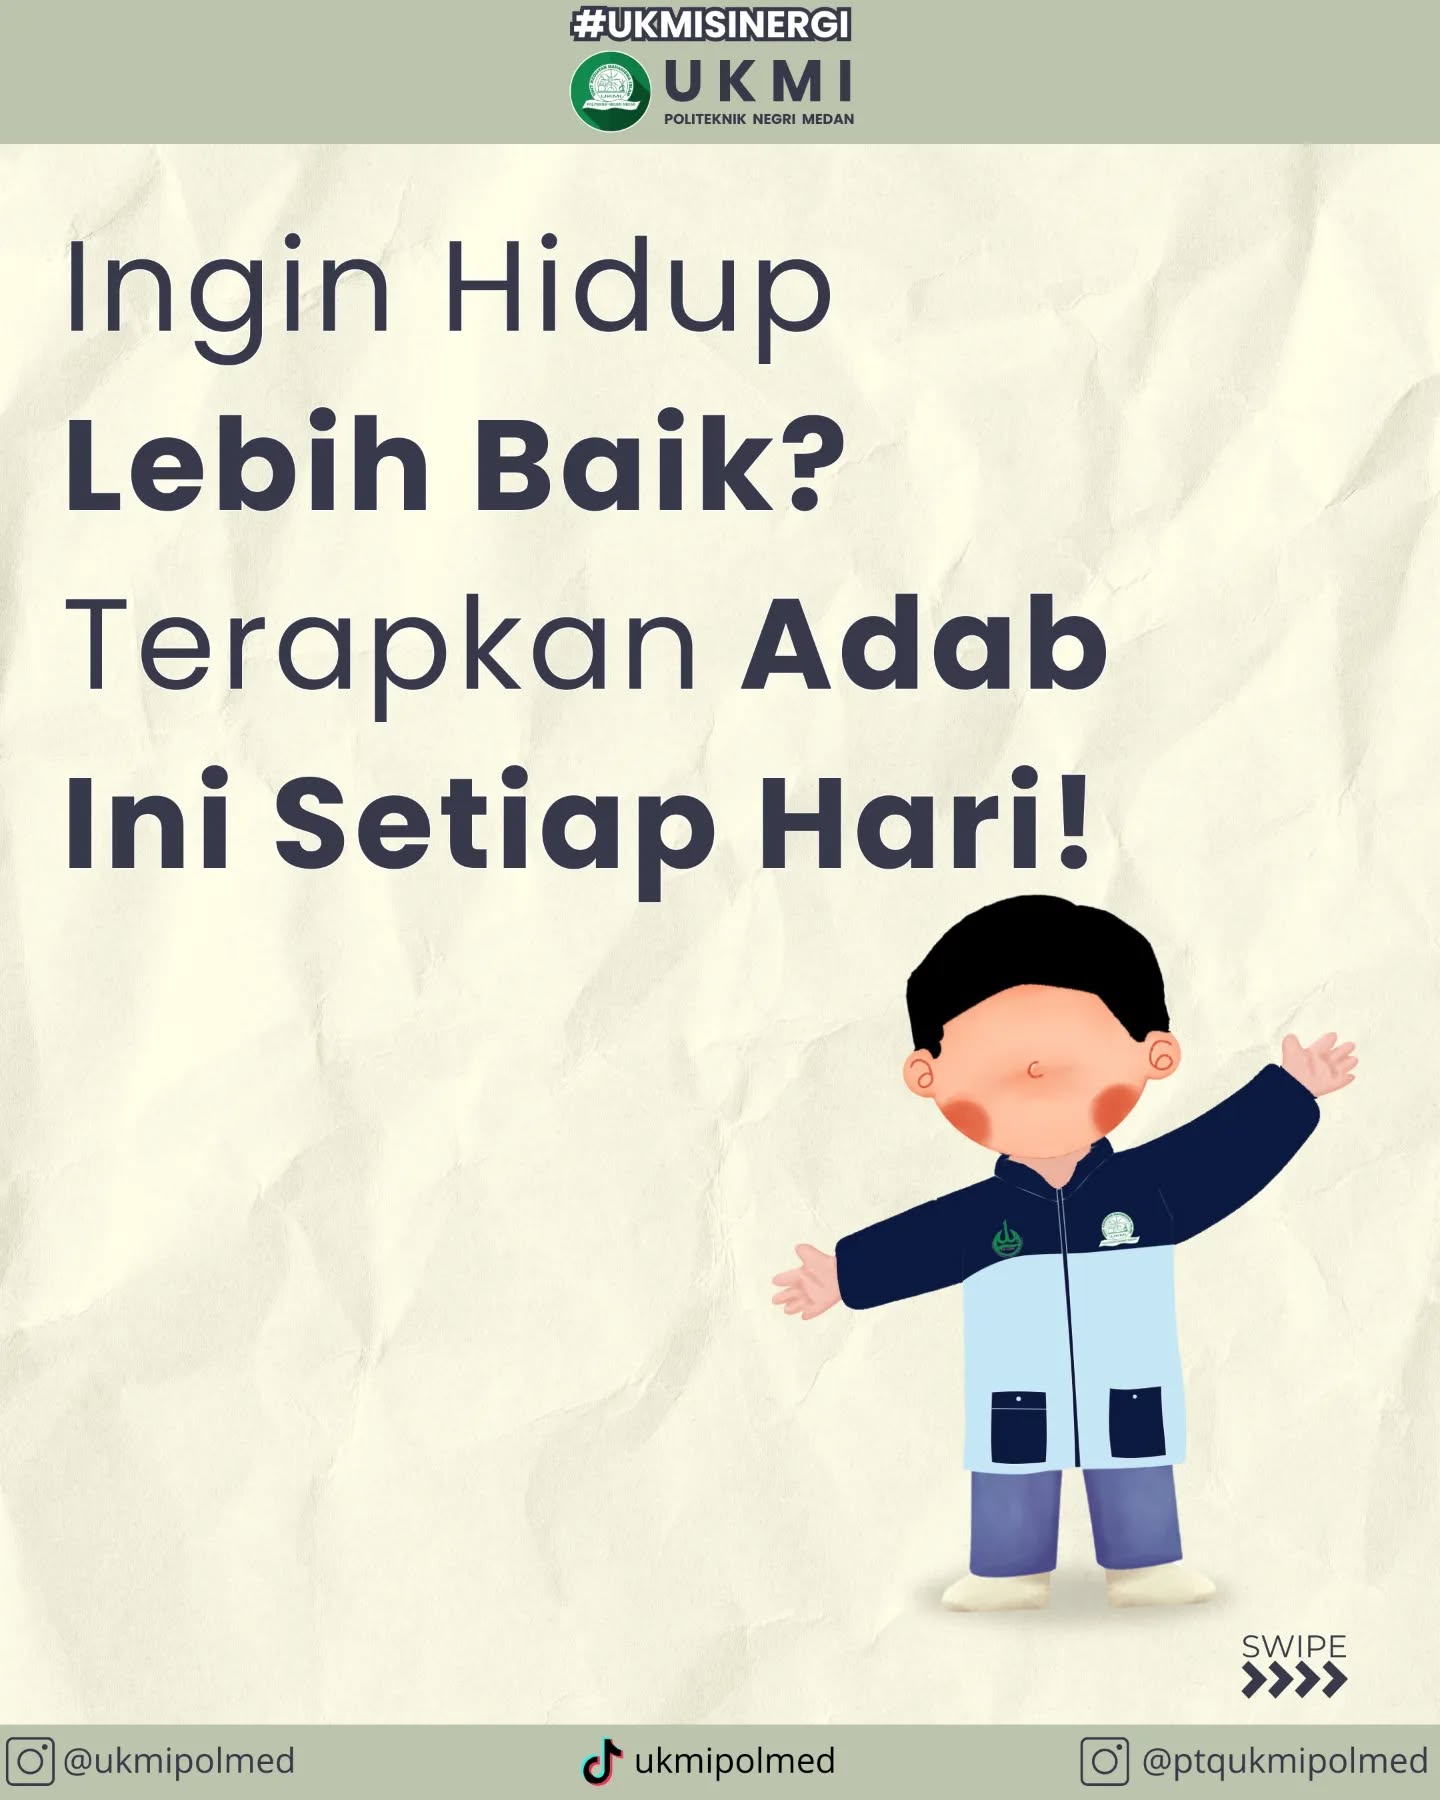 #UKMISINERGI
UKMI
POLITEKNIK NEGRI MEDAN
Ingin Hidup
Lebih Baik?
Terapkan Adab
Ini Setiap Hari!
SWIPE
@ukmipolmed
ukmipolmed
@ptqukmipolmed